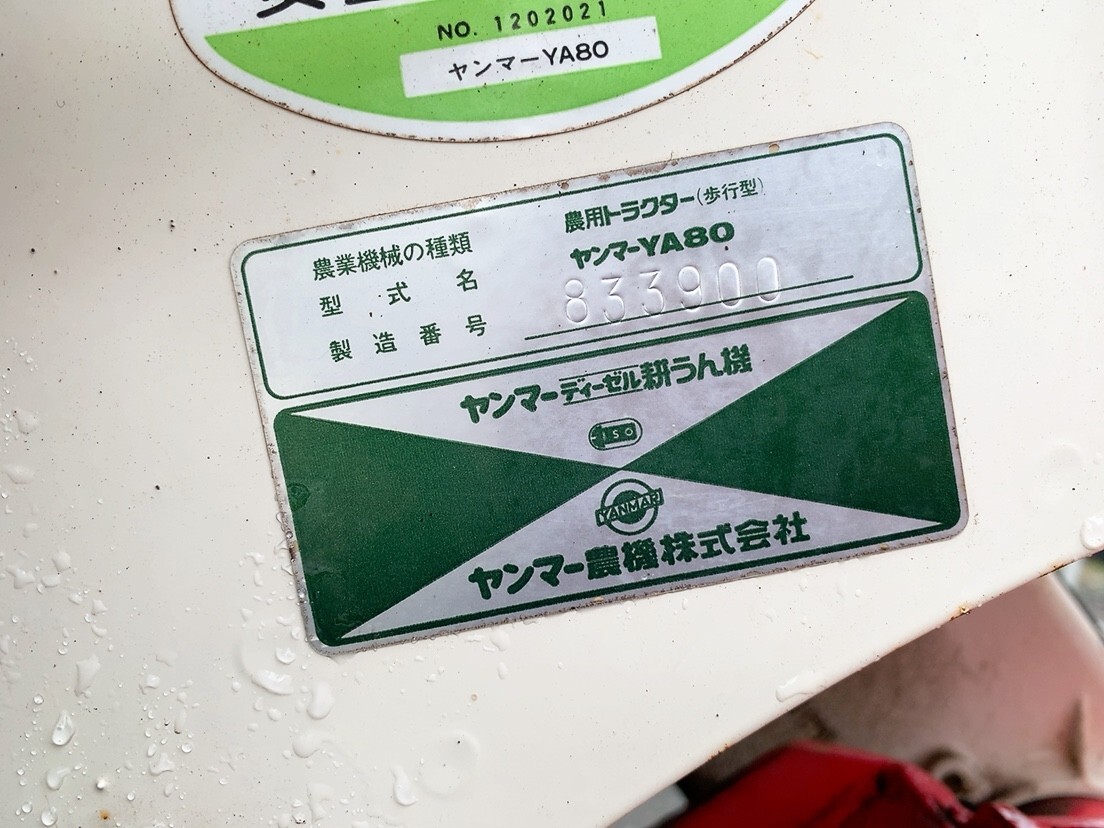 NO. 1202021
ヤンマーYA80
農業機械の種類 農用トラクター(歩行型)
型式名 ヤンマーYA80
製造番号 833900
ヤンマーディーゼル耕うん機
ISO
YANMAR
ヤンマー農機株式会社